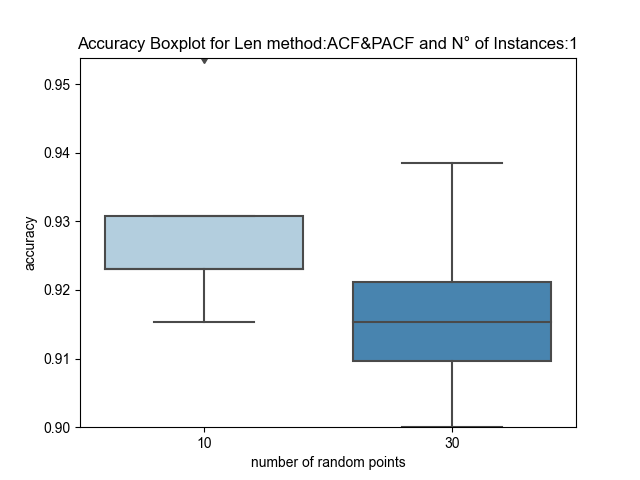 Accuracy Boxplot for Len method:ACF&PACF and N° of Instances:1
0.95
0.94
0.93
0.92
0.91
0.90
accuracy
10
30
number of random points